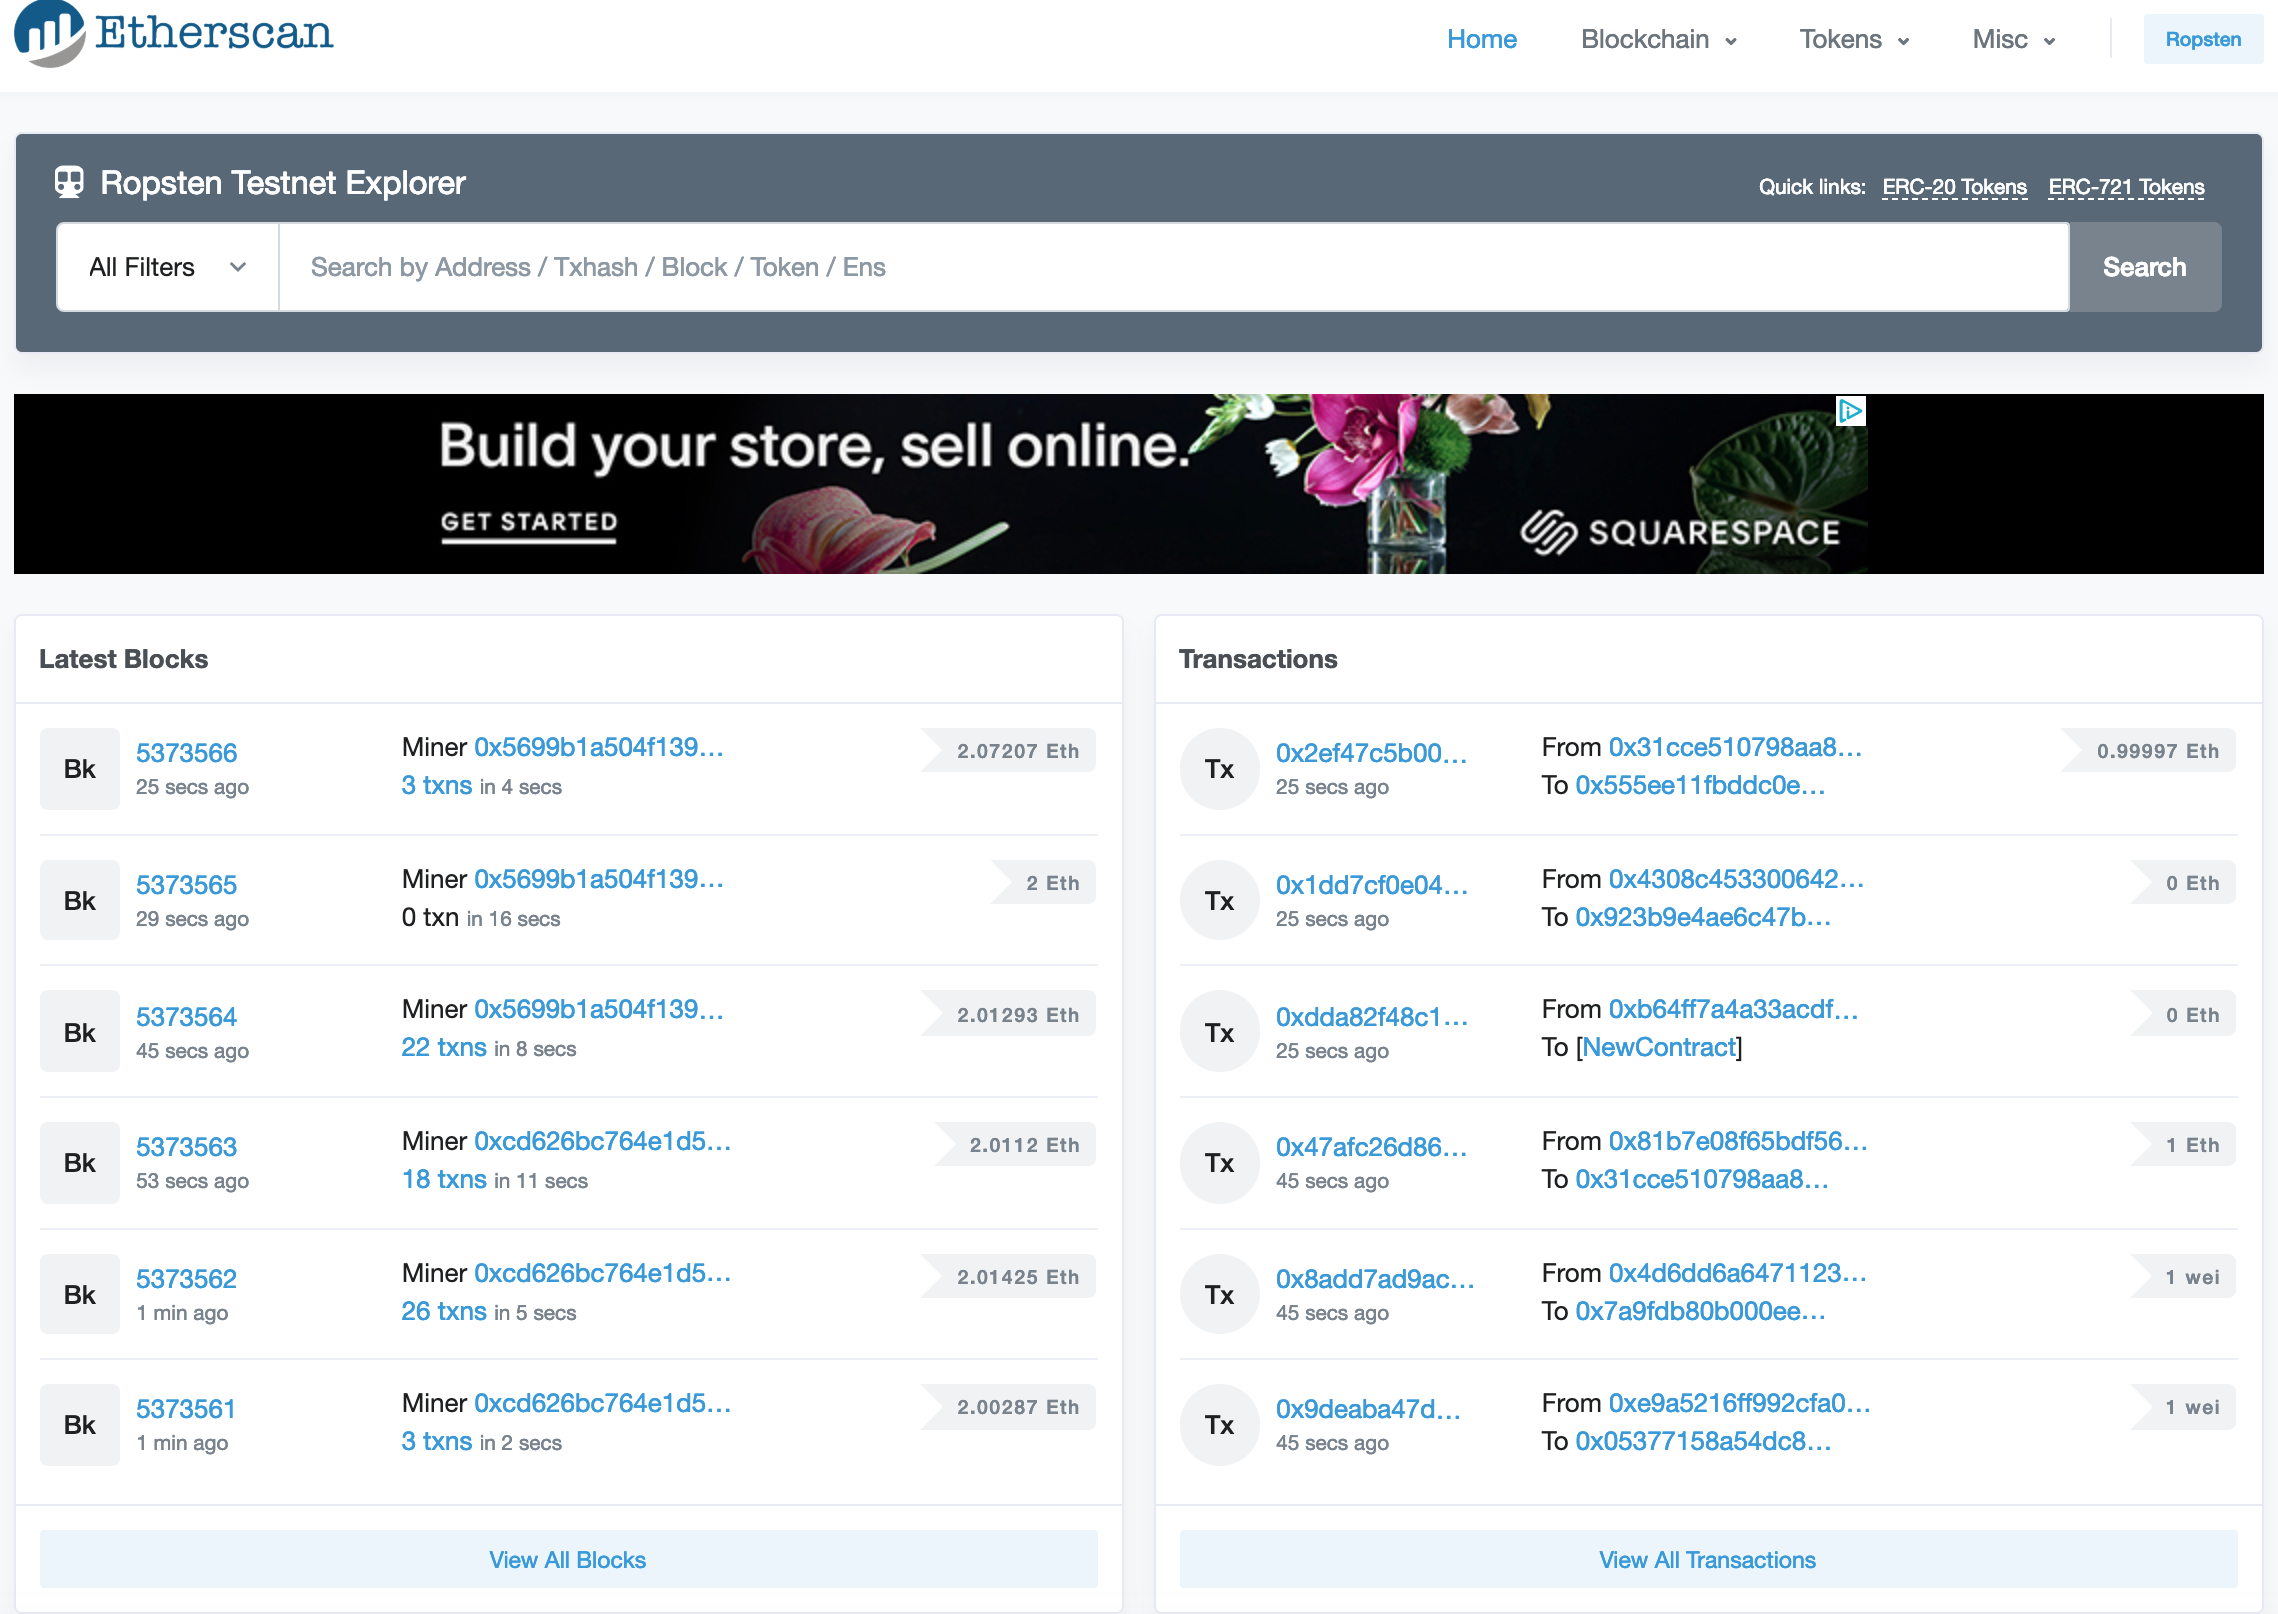 Etherscan
Home Blockchain Tokens Misc Ropsten
Ropsten Testnet Explorer
Quick links: ERC-20 Tokens ERC-721 Tokens
All Filters Search by Address / Txhash / Block / Token / Ens Search
Build your store, sell online.
GET STARTED
SQUARESPACE
Latest Blocks
Bk 5373566 Miner 0x5699b1a504f139... 2.07207 Eth
25 secs ago 3 txns in 4 secs
Bk 5373565 Miner 0x5699b1a504f139... 2 Eth
29 secs ago 0 txn in 16 secs
Bk 5373564 Miner 0x5699b1a504f139... 2.01293 Eth
45 secs ago 22 txns in 8 secs
Bk 5373563 Miner 0xcd626bc764e1d5... 2.0112 Eth
53 secs ago 18 txns in 11 secs
Bk 5373562 Miner 0xcd626bc764e1d5... 2.01425 Eth
1 min ago 26 txns in 5 secs
Bk 5373561 Miner 0xcd626bc764e1d5... 2.00287 Eth
1 min ago 3 txns in 2 secs
View All Blocks
Transactions
Tx 0x2ef47c5b00... From 0x31cce510798aa8... 0.99997 Eth
25 secs ago To 0x555ee11fbddc0e...
Tx 0x1dd7cf0e04... From 0x4308c453300642... 0 Eth
25 secs ago To 0x923b9e4ae6c47b...
Tx 0xdda82f48c1... From 0xb64ff7a4a33acdf... 0 Eth
25 secs ago To [NewContract]
Tx 0x47afc26d86... From 0x81b7e08f65bdf56... 1 Eth
45 secs ago To 0x31cce510798aa8...
Tx 0x8add7ad9ac... From 0x4d6dd6a6471123... 1 wei
45 secs ago To 0x7a9fdb80b000ee...
Tx 0x9deaba47d... From 0xe9a5216ff992cfa0... 1 wei
45 secs ago To 0x05377158a54dc8...
View All Transactions